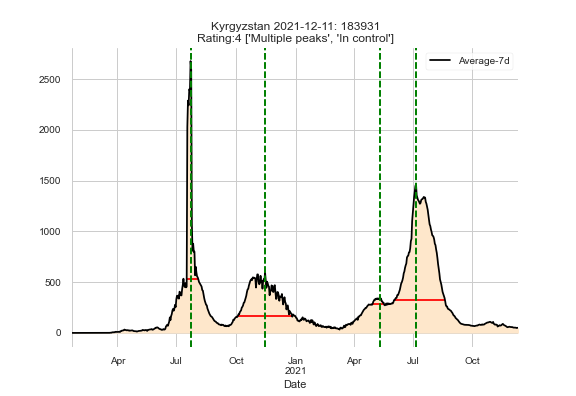 Kyrgyzstan 2021-12-11: 183931
Rating:4 ['Multiple peaks', 'In control']
Average-7d
2500
2000
1500
1000
500
0
Apr Jul Oct Jan Apr Jul Oct
2021
Date